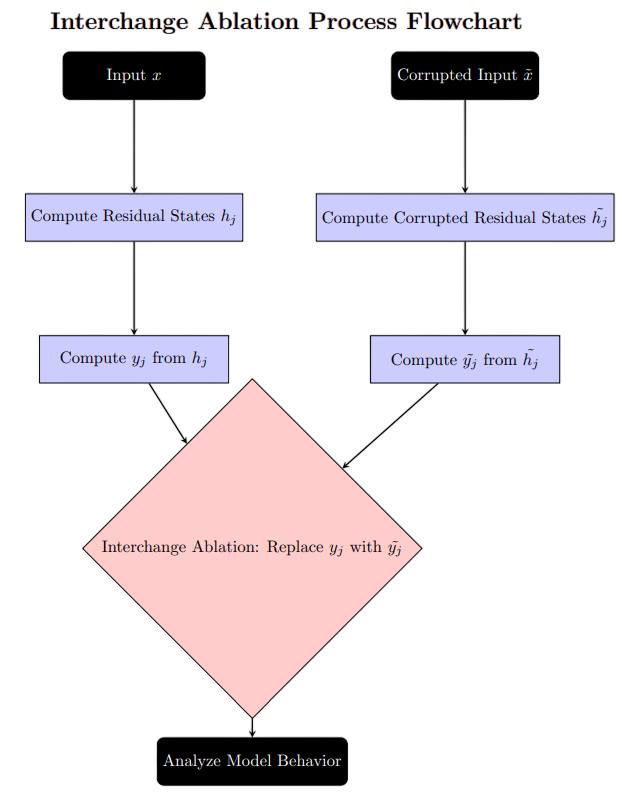 Interchange Ablation Process Flowchart
Input $x$
Corrupted Input $\tilde{x}$
Compute Residual States $h_j$
Compute Corrupted Residual States $\tilde{h_j}$
Compute $y_j$ from $h_j$
Compute $\tilde{y_j}$ from $\tilde{h_j}$
Interchange Ablation: Replace $y_j$ with $\tilde{y_j}$
Analyze Model Behavior